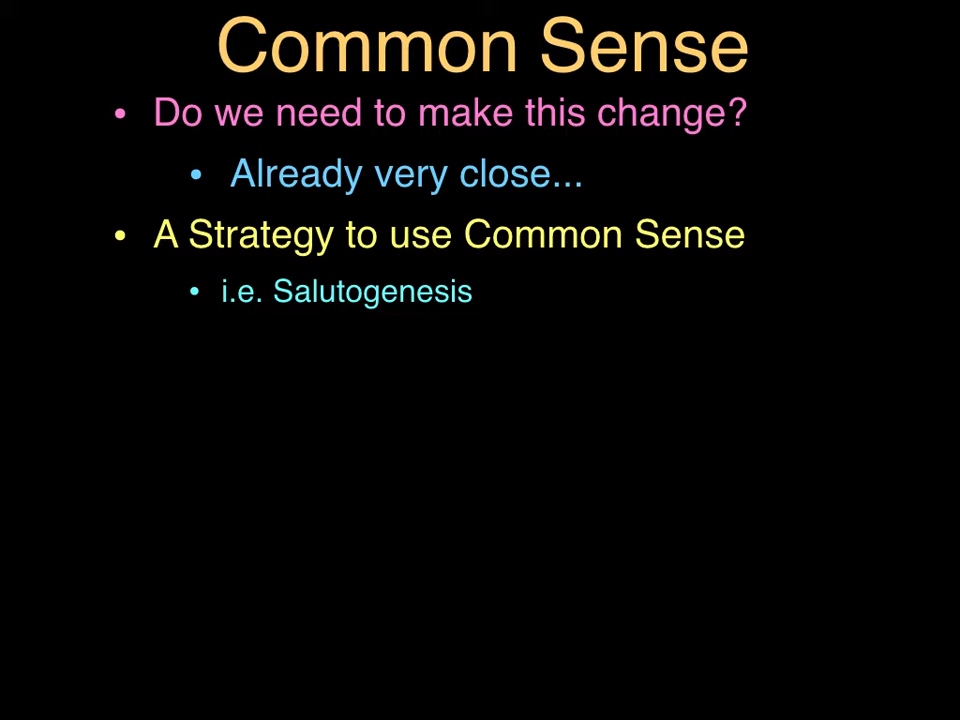 Common Sense
• Do we need to make this change?
• Already very close...
• A Strategy to use Common Sense
• i.e. Salutogenesis